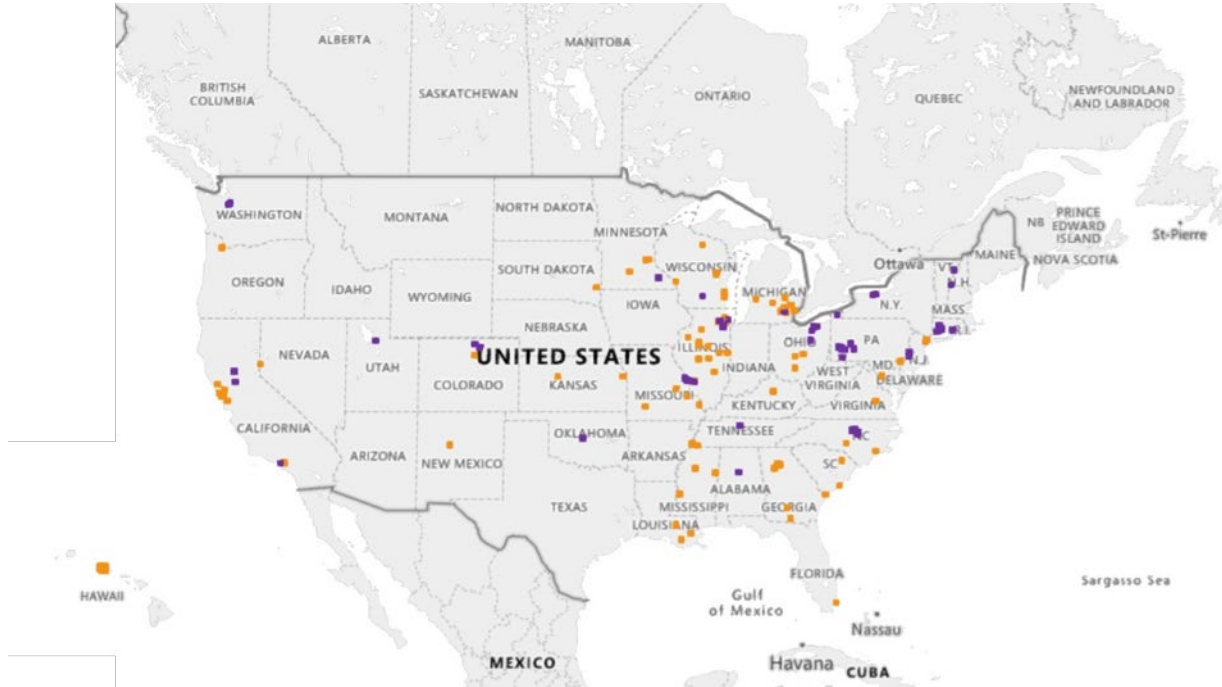 ALBERTA
MANITOBA
BRITISH
COLUMBIA
SASKATCHEWAN
ONTARIO
QUEBEC
NEWFOUNDLAND
AND LABRADOR
WASHINGTON
MONTANA
NORTH DAKOTA
MINNESOTA
NB
PRINCE
EDWARD
ISLAND
St-Pierre
MAINE
NOVA SCOTIA
Ottawa
VT.
N.H.
OREGON
IDAHO
WYOMING
SOUTH DAKOTA
WISCONSIN
MICHIGAN
IOWA
N.Y.
MASS.
R.I.
NEBRASKA
NEVADA
UTAH
UNITED STATES
ILLINOIS
INDIANA
OHIO
PA
N.J.
MD.
DELAWARE
COLORADO
KANSAS
MISSOURI
WEST
VIRGINIA
KENTUCKY
VIRGINIA
CALIFORNIA
ARIZONA
NEW MEXICO
OKLAHOMA
ARKANSAS
TENNESSEE
NC
SC
TEXAS
ALABAMA
MISSISSIPPI
GEORGIA
LOUISIANA
HAWAII
FLORIDA
Gulf
of Mexico
Sargasso Sea
Nassau
Havana
CUBA
MEXICO